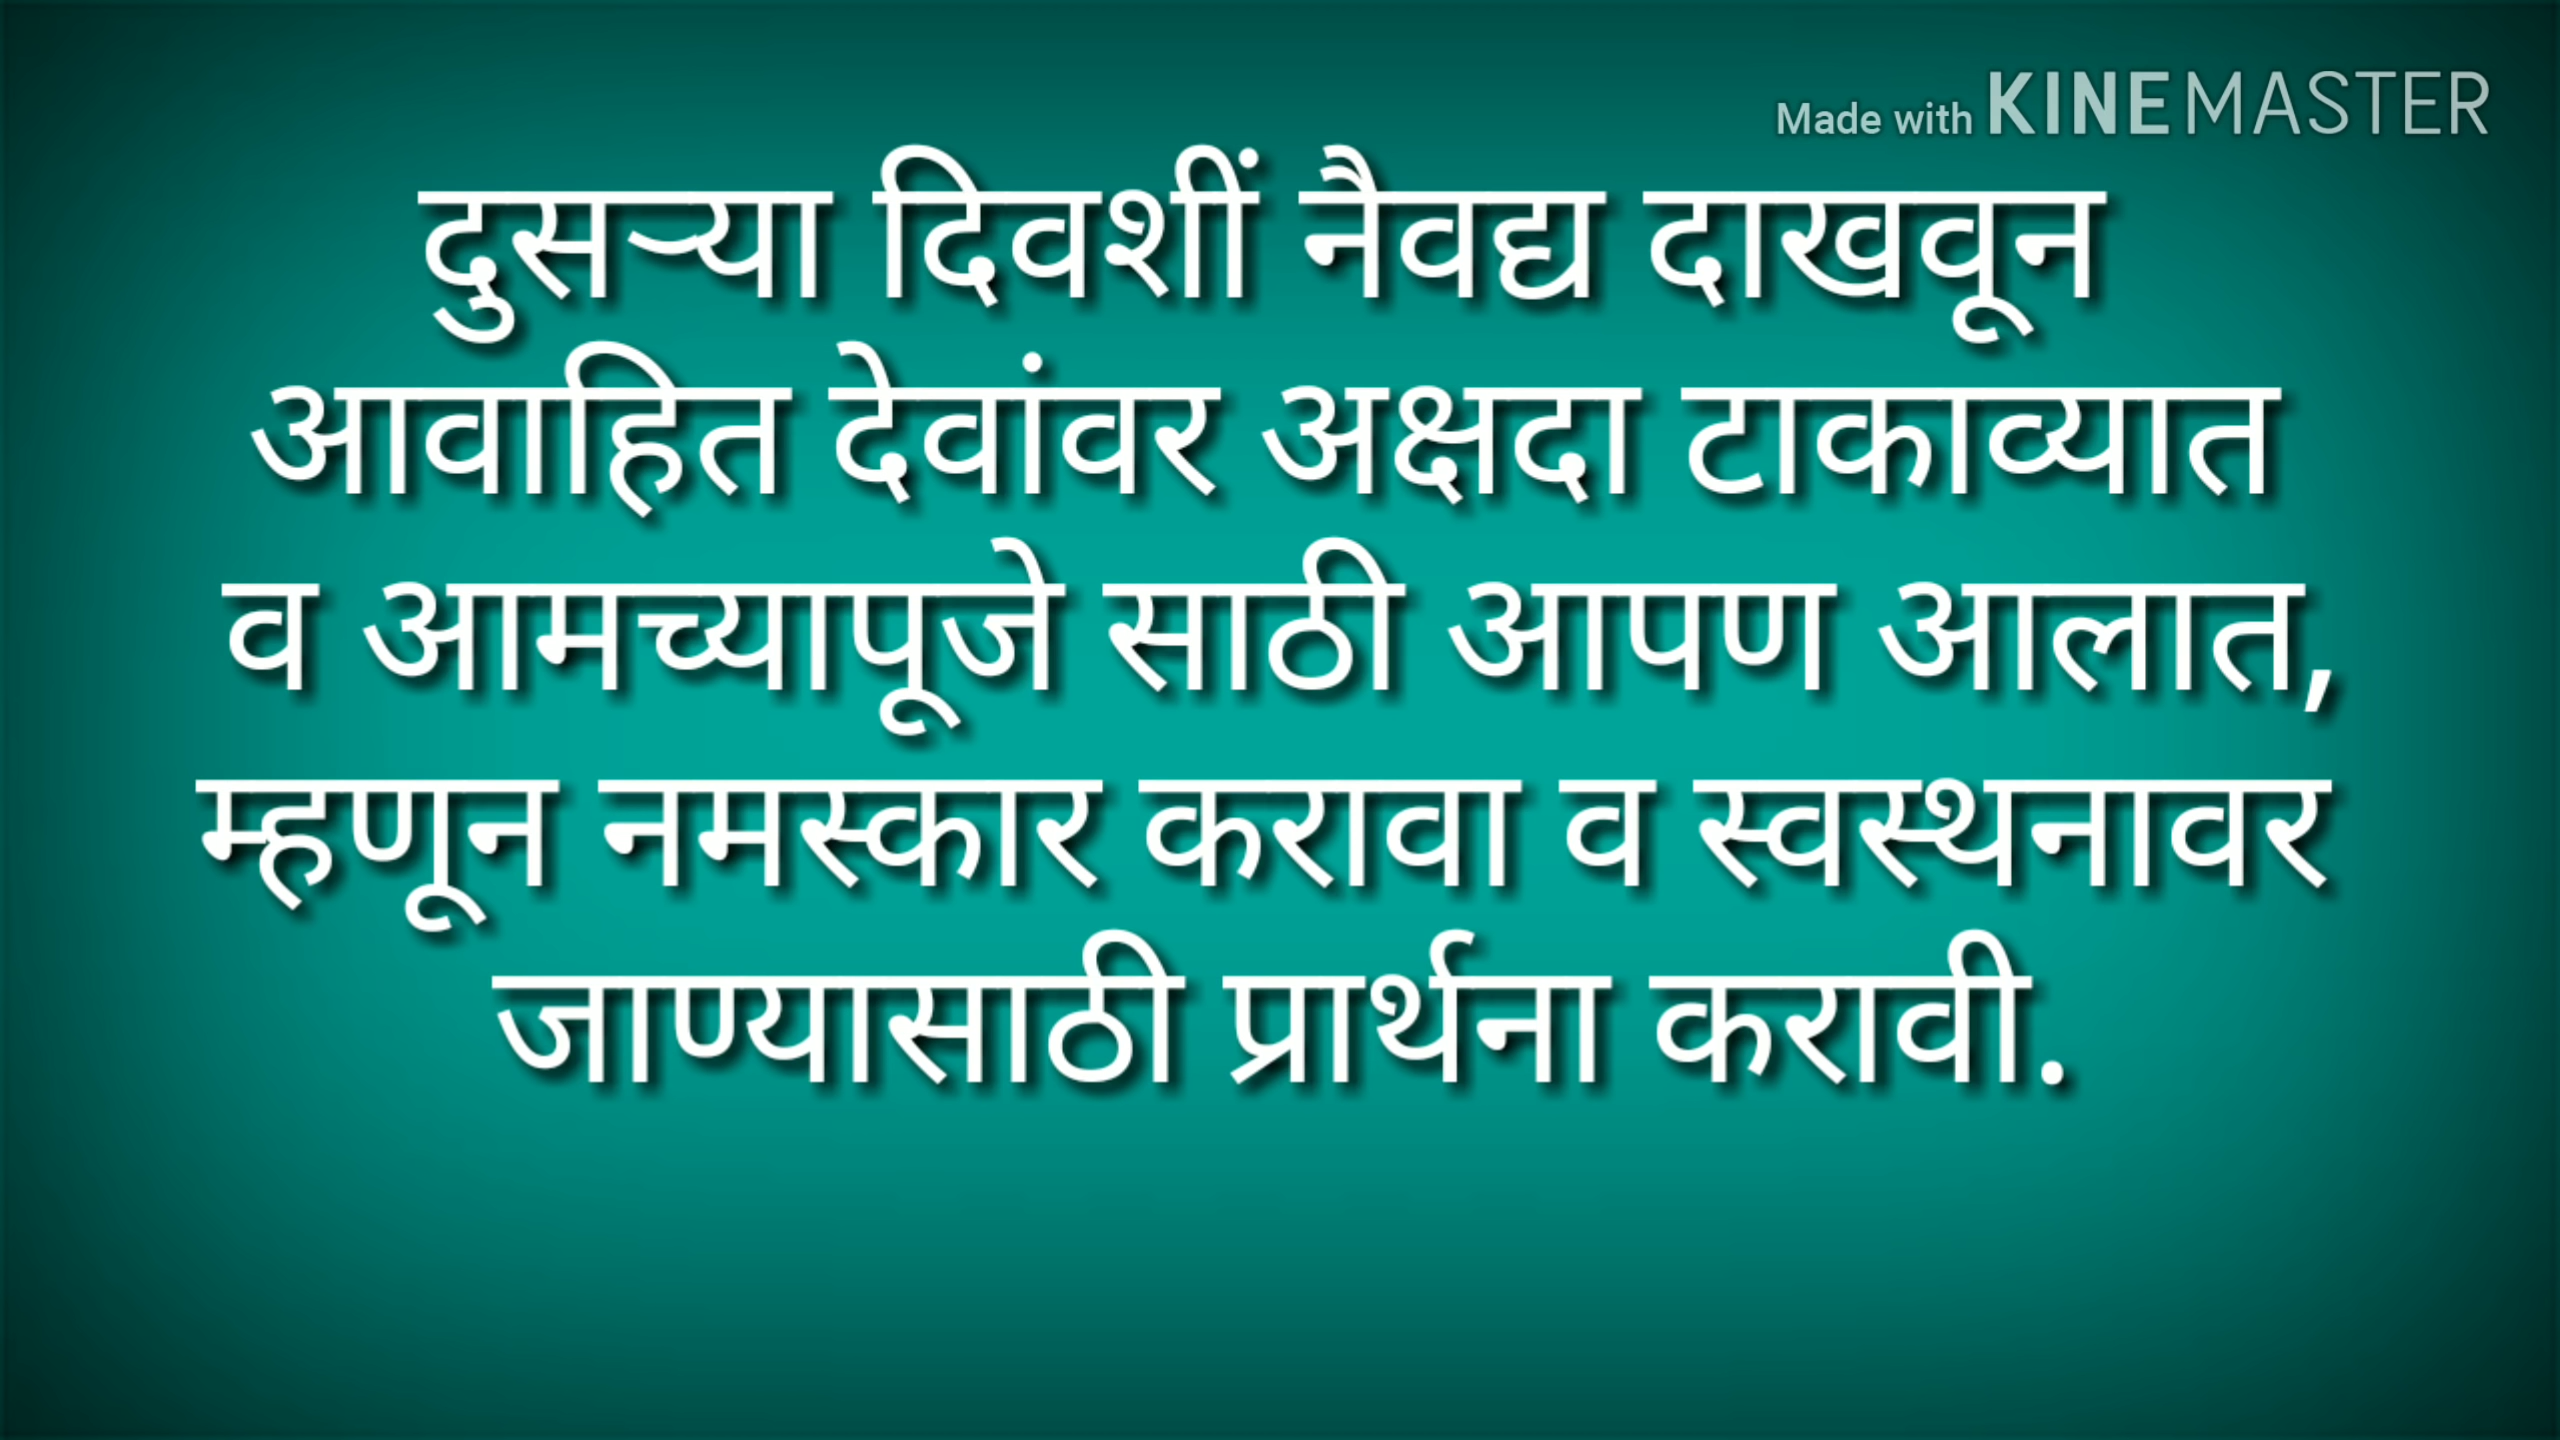 Made with KINEMASTER
दुसऱ्या दिवशीं नैवद्य दाखवून
आवाहित देवांवर अक्षदा टाकाव्यात
व आमच्यापूजे साठी आपण आलात,
म्हणून नमस्कार करावा व स्वस्थनावर
जाण्यासाठी प्रार्थना करावी.